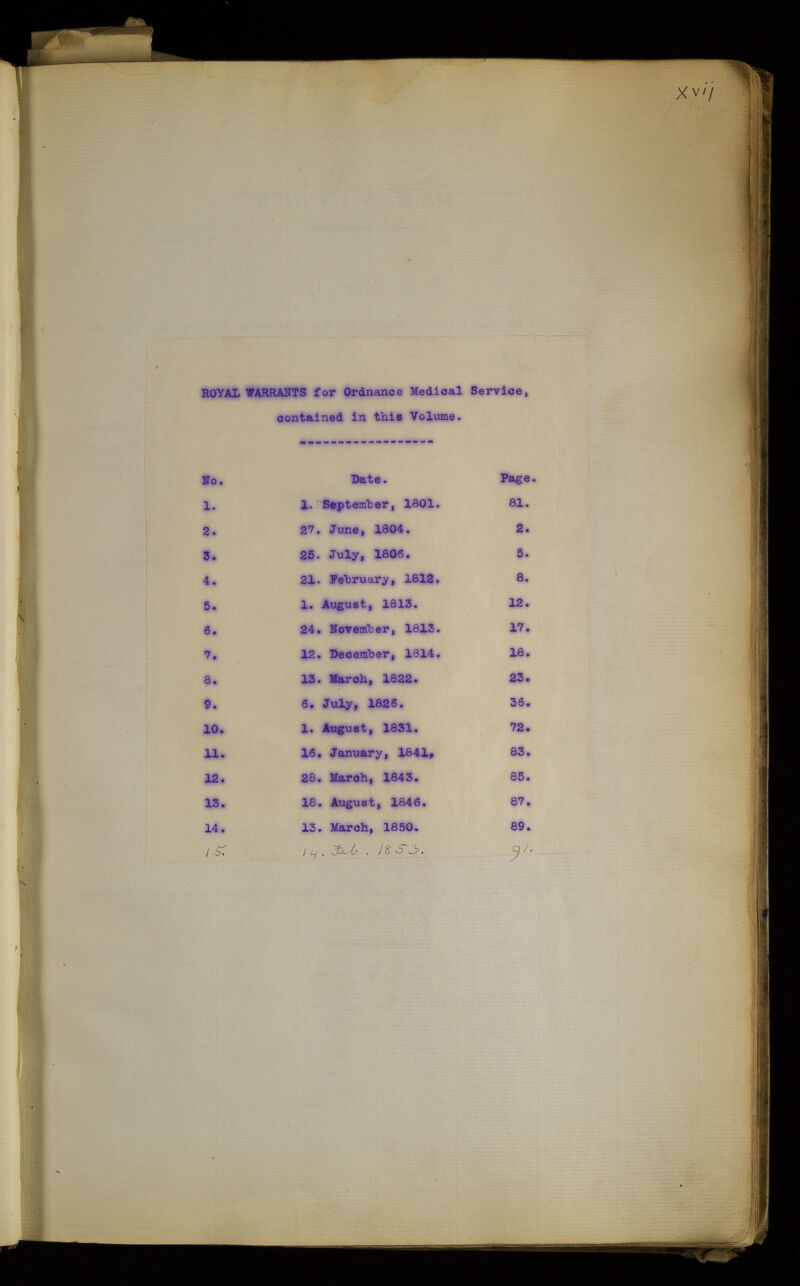 xvij
ROYAL WARRANTS for Ordnance Medical Service,
contained in this Volume.
------------------
No. Date. Page.
1. 1. September, 1801. 81.
2. 27. June, 1804. 2.
3. 25. July, 1806. 5.
4. 21. February, 1812. 8.
5. 1. August, 1813. 12.
6. 24. November, 1813. 17.
7. 12. December, 1814. 18.
8. 13. March, 1822. 23.
9. 6. July, 1826. 36.
10. 1. August, 1831. 72.
11. 16. January, 1841, 83.
12. 28. March, 1843. 85.
13. 18. August, 1846. 87.
14. 13. March, 1850. 89.
15. 14. Feb. 1853. 91.